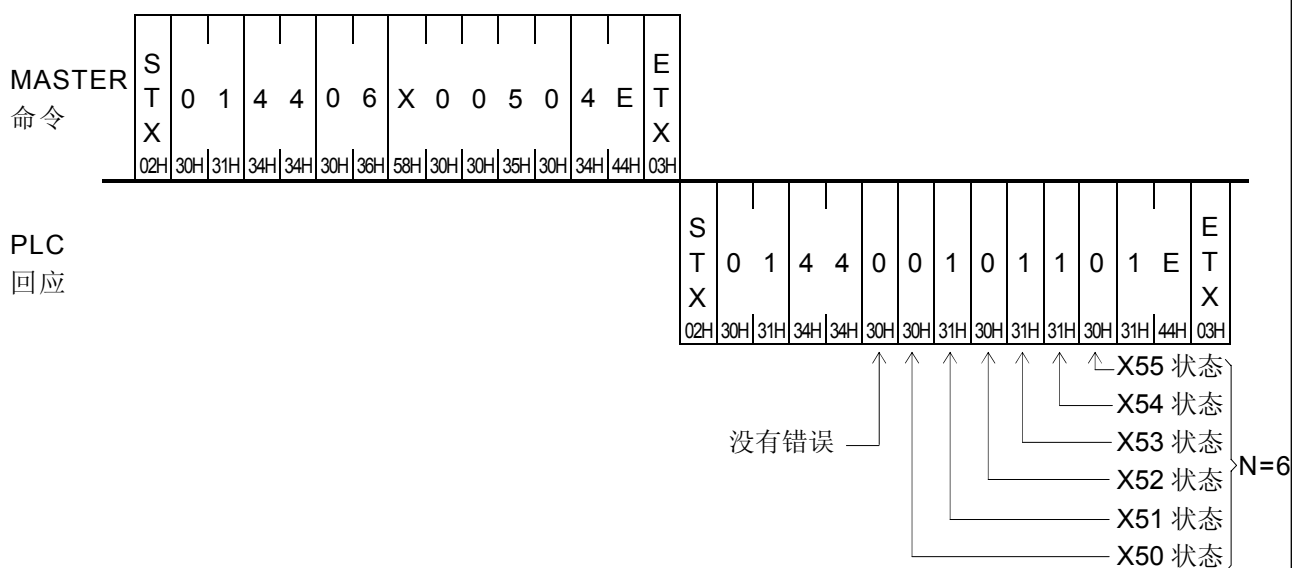 MASTER
命令
STX 0 1 4 4 0 6 X 0 0 5 0 4 E ETX
02H 30H 31H 34H 34H 30H 36H 58H 30H 30H 35H 30H 34H 44H 03H
PLC
回应
STX 0 1 4 4 0 0 1 0 1 1 0 1 E ETX
02H 30H 31H 34H 34H 30H 30H 31H 30H 31H 31H 30H 31H 44H 03H
X55 状态
X54 状态
没有错误
X53 状态
N=6
X52 状态
X51 状态
X50 状态